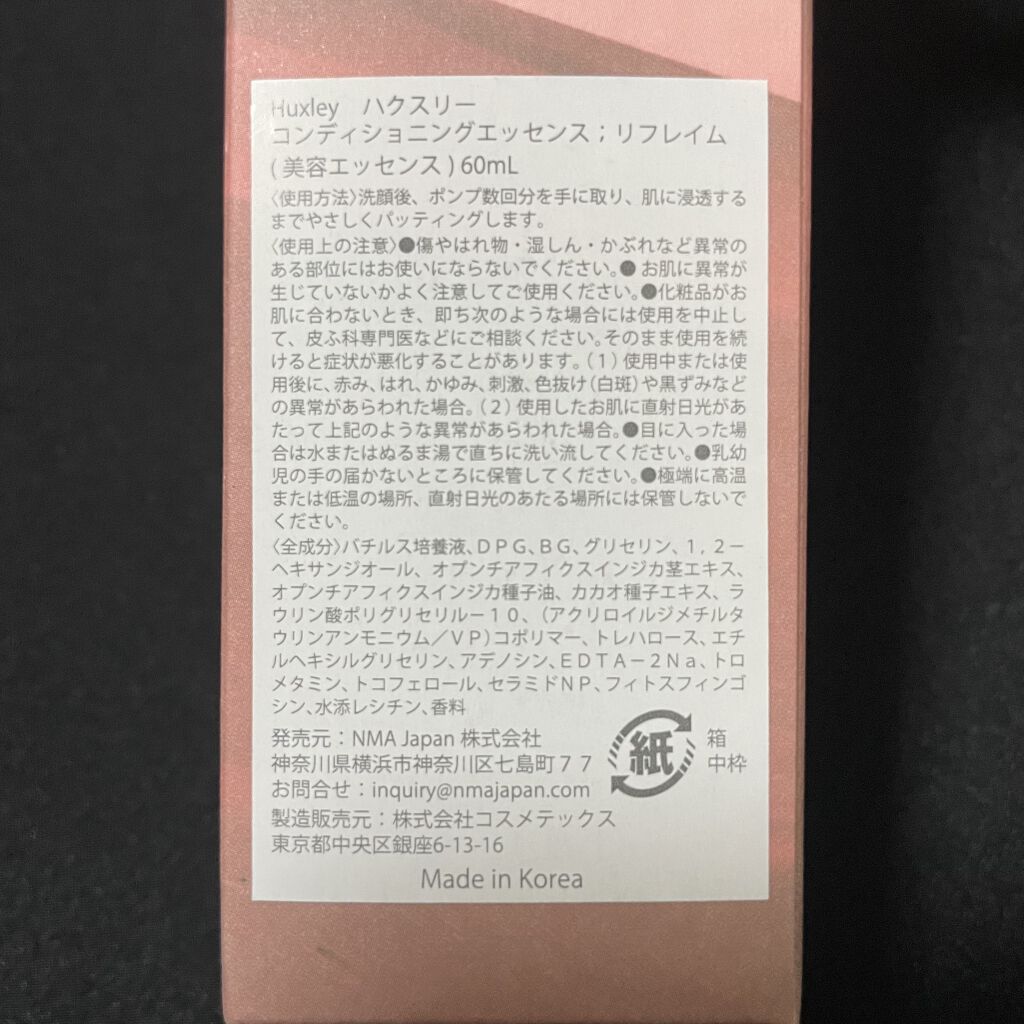 Huxley　ハクスリー
コンディショニングエッセンス；リフレイム
(美容エッセンス) 60mL
〈使用方法〉洗顔後、ポンプ数回分を手に取り、肌に浸透する
までやさしくパッティングします。
〈使用上の注意〉●傷やはれ物・湿しん・かぶれなど異常の
ある部位にはお使いにならないでください。● お肌に異常が
生じていないかよく注意してご使用ください。●化粧品がお
肌に合わないとき、即ち次のような場合には使用を中止し
て、皮ふ科専門医などにご相談ください。そのまま使用を続
けると症状が悪化することがあります。（1）使用中または使
用後に、赤み、はれ、かゆみ、刺激、色抜け（白斑）や黒ずみなど
の異常があらわれた場合。（2）使用したお肌に直射日光があ
たって上記のような異常があらわれた場合。●目に入った場
合は水またはぬるま湯で直ちに洗い流してください。●乳幼
児の手の届かないところに保管してください。●極端に高温
または低温の場所、直射日光のあたる場所には保管しないで
ください。
〈全成分〉バチルス培養液、ＤＰＧ、ＢＧ、グリセリン、１，２－
ヘキサンジオール、オプンチアフィクスインジカ茎エキス、
オプンチアフィクスインジカ種子油、カカオ種子エキス、ラ
ウリン酸ポリグリセリル－１０、（アクリロイルジメチルタ
ウリンアンモニウム／ＶＰ）コポリマー、トレハロース、エチ
ルヘキシルグリセリン、アデノシン、ＥＤＴＡ－２Ｎａ、トロ
メタミン、トコフェロール、セラミドＮＰ、フィトスフィンゴ
シン、水添レシチン、香料
発売元：NMA Japan 株式会社
神奈川県横浜市神奈川区七島町７７
お問合せ：inquiry@nmajapan.com
紙
箱
中枠
製造販売元：株式会社コスメテックス
東京都中央区銀座6-13-16
Made in Korea